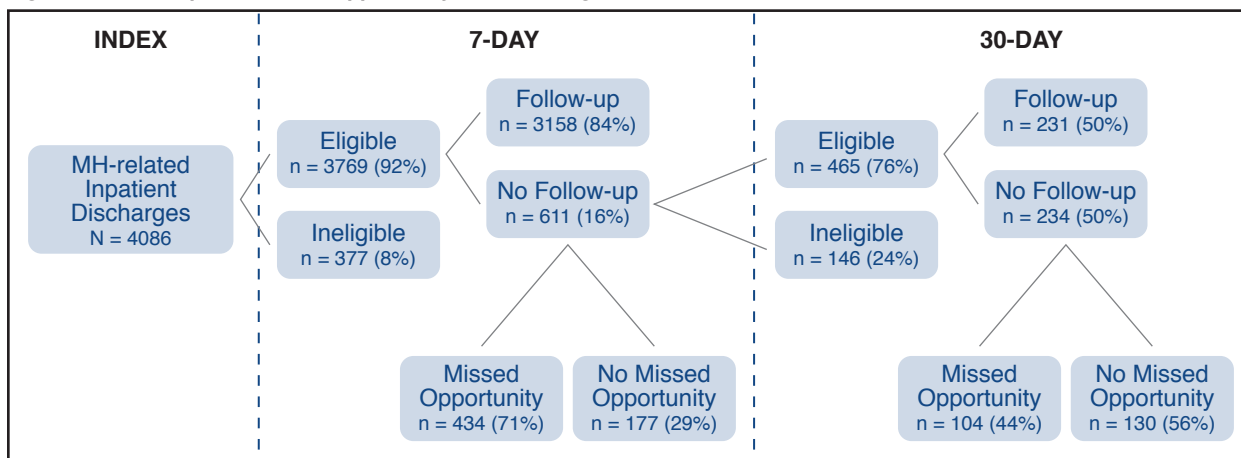 INDEX
7-DAY
30-DAY
MH-related
Inpatient
Discharges
N = 4086
Eligible
n = 3769 (92%)
Ineligible
n = 377 (8%)
Follow-up
n = 3158 (84%)
No Follow-up
n = 611 (16%)
Missed
Opportunity
n = 434 (71%)
No Missed
Opportunity
n = 177 (29%)
Eligible
n = 465 (76%)
Ineligible
n = 146 (24%)
Follow-up
n = 231 (50%)
No Follow-up
n = 234 (50%)
Missed
Opportunity
n = 104 (44%)
No Missed
Opportunity
n = 130 (56%)